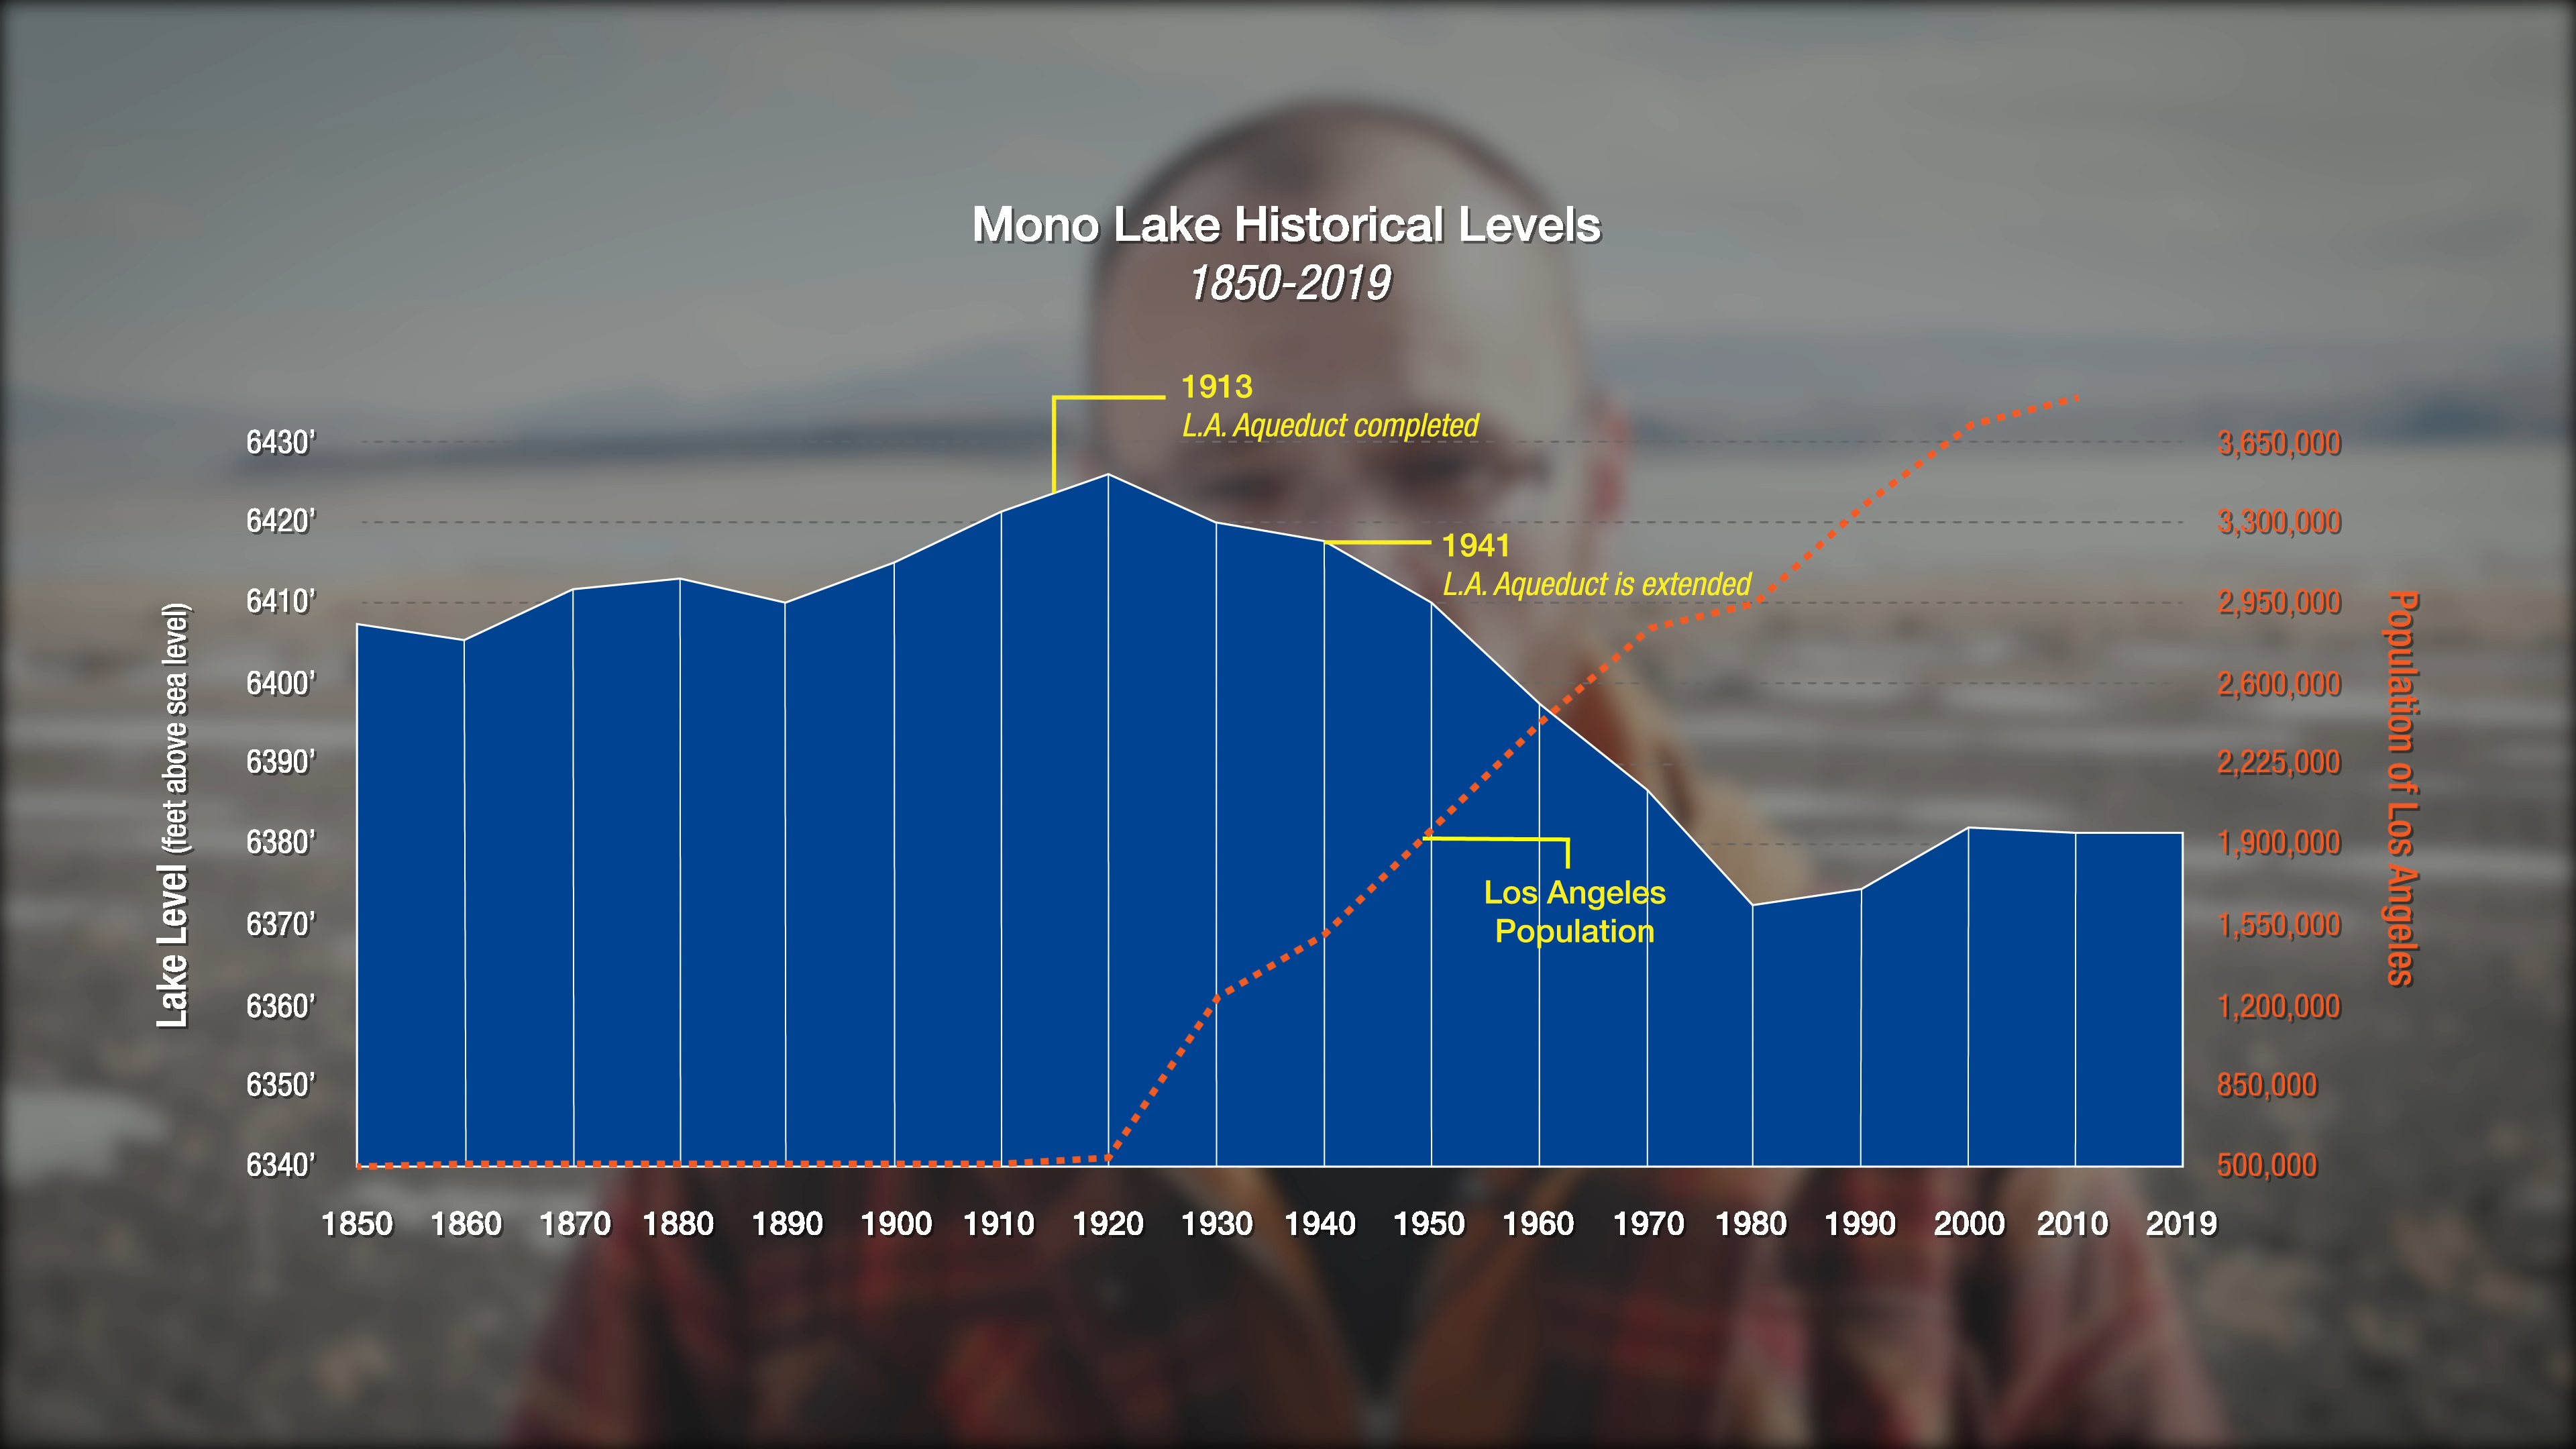 Mono Lake Historical Levels
1850-2019
1913
L.A. Aqueduct completed
1941
L.A. Aqueduct is extended
Los Angeles
Population
Lake Level (feet above sea level)
6430’
6420’
6410’
6400’
6390’
6380’
6370’
6360’
6350’
6340’
3,650,000
3,300,000
2,950,000
2,600,000
2,225,000
1,900,000
1,550,000
1,200,000
850,000
500,000
Population of Los Angeles
1850 1860 1870 1880 1890 1900 1910 1920 1930 1940 1950 1960 1970 1980 1990 2000 2010 2019